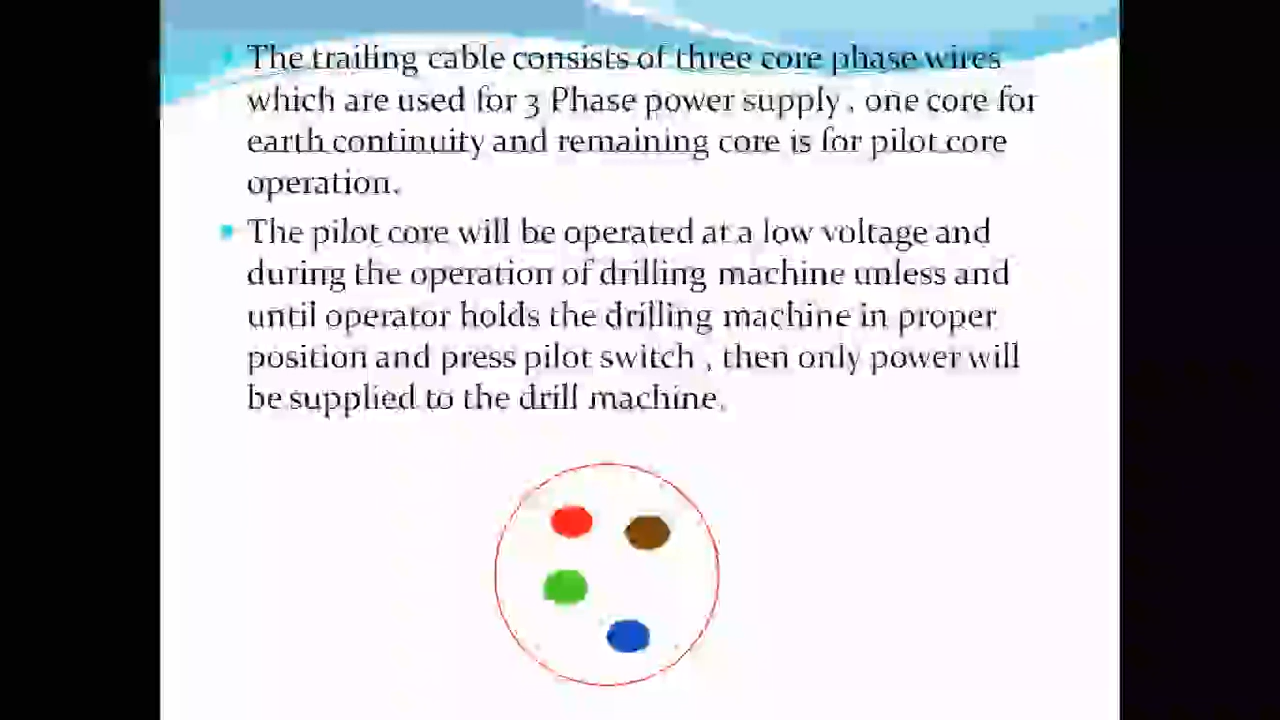 The trailing cable consists of three core phase wires
which are used for 3 Phase power supply , one core for
earth continuity and remaining core is for pilot core
operation.
The pilot core will be operated at a low voltage and
during the operation of drilling machine unless and
until operator holds the drilling machine in proper
position and press pilot switch , then only power will
be supplied to the drill machine.